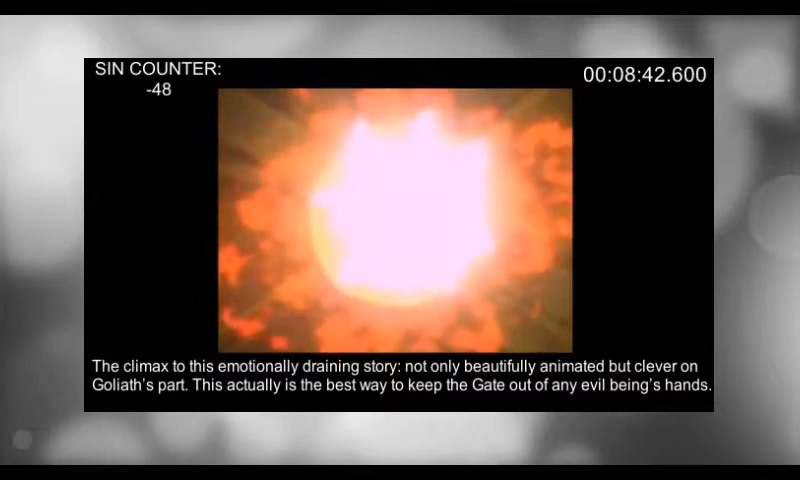 SIN COUNTER:
-48
00:08:42.600
The climax to this emotionally draining story: not only beautifully animated but clever on
Goliath's part. This actually is the best way to keep the Gate out of any evil being's hands.